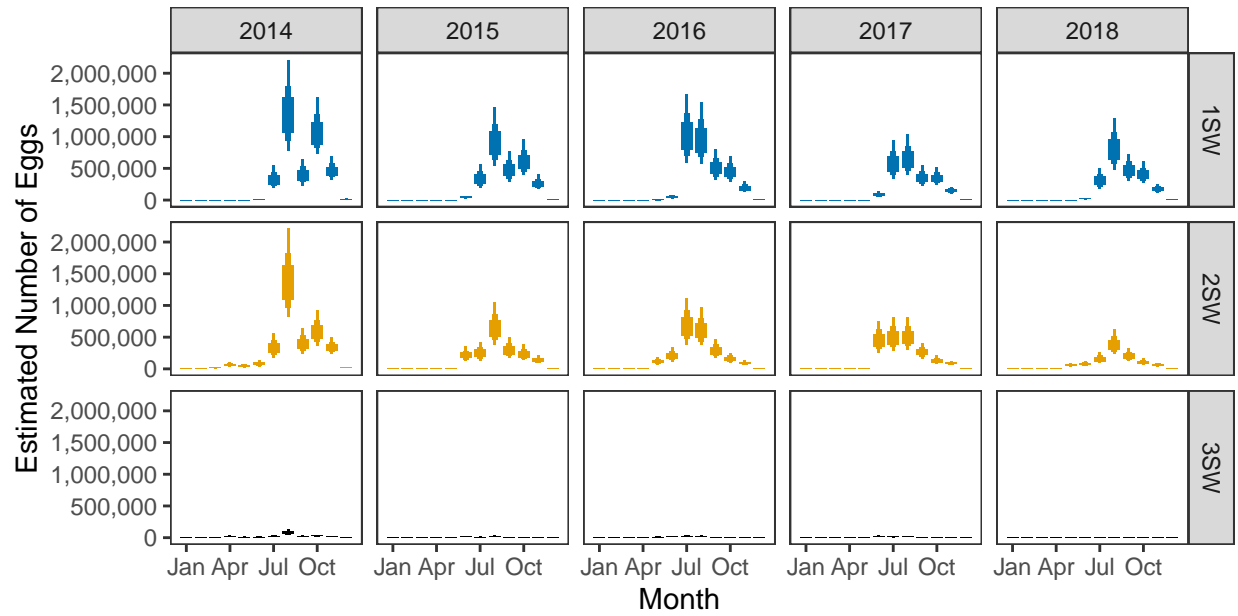 2014 2015 2016 2017 2018
Estimated Number of Eggs
2,000,000
1,500,000
1,000,000
500,000
0
1SW
2,000,000
1,500,000
1,000,000
500,000
0
2SW
2,000,000
1,500,000
1,000,000
500,000
0
3SW
Jan Apr Jul Oct Jan Apr Jul Oct Jan Apr Jul Oct Jan Apr Jul Oct Jan Apr Jul Oct
Month